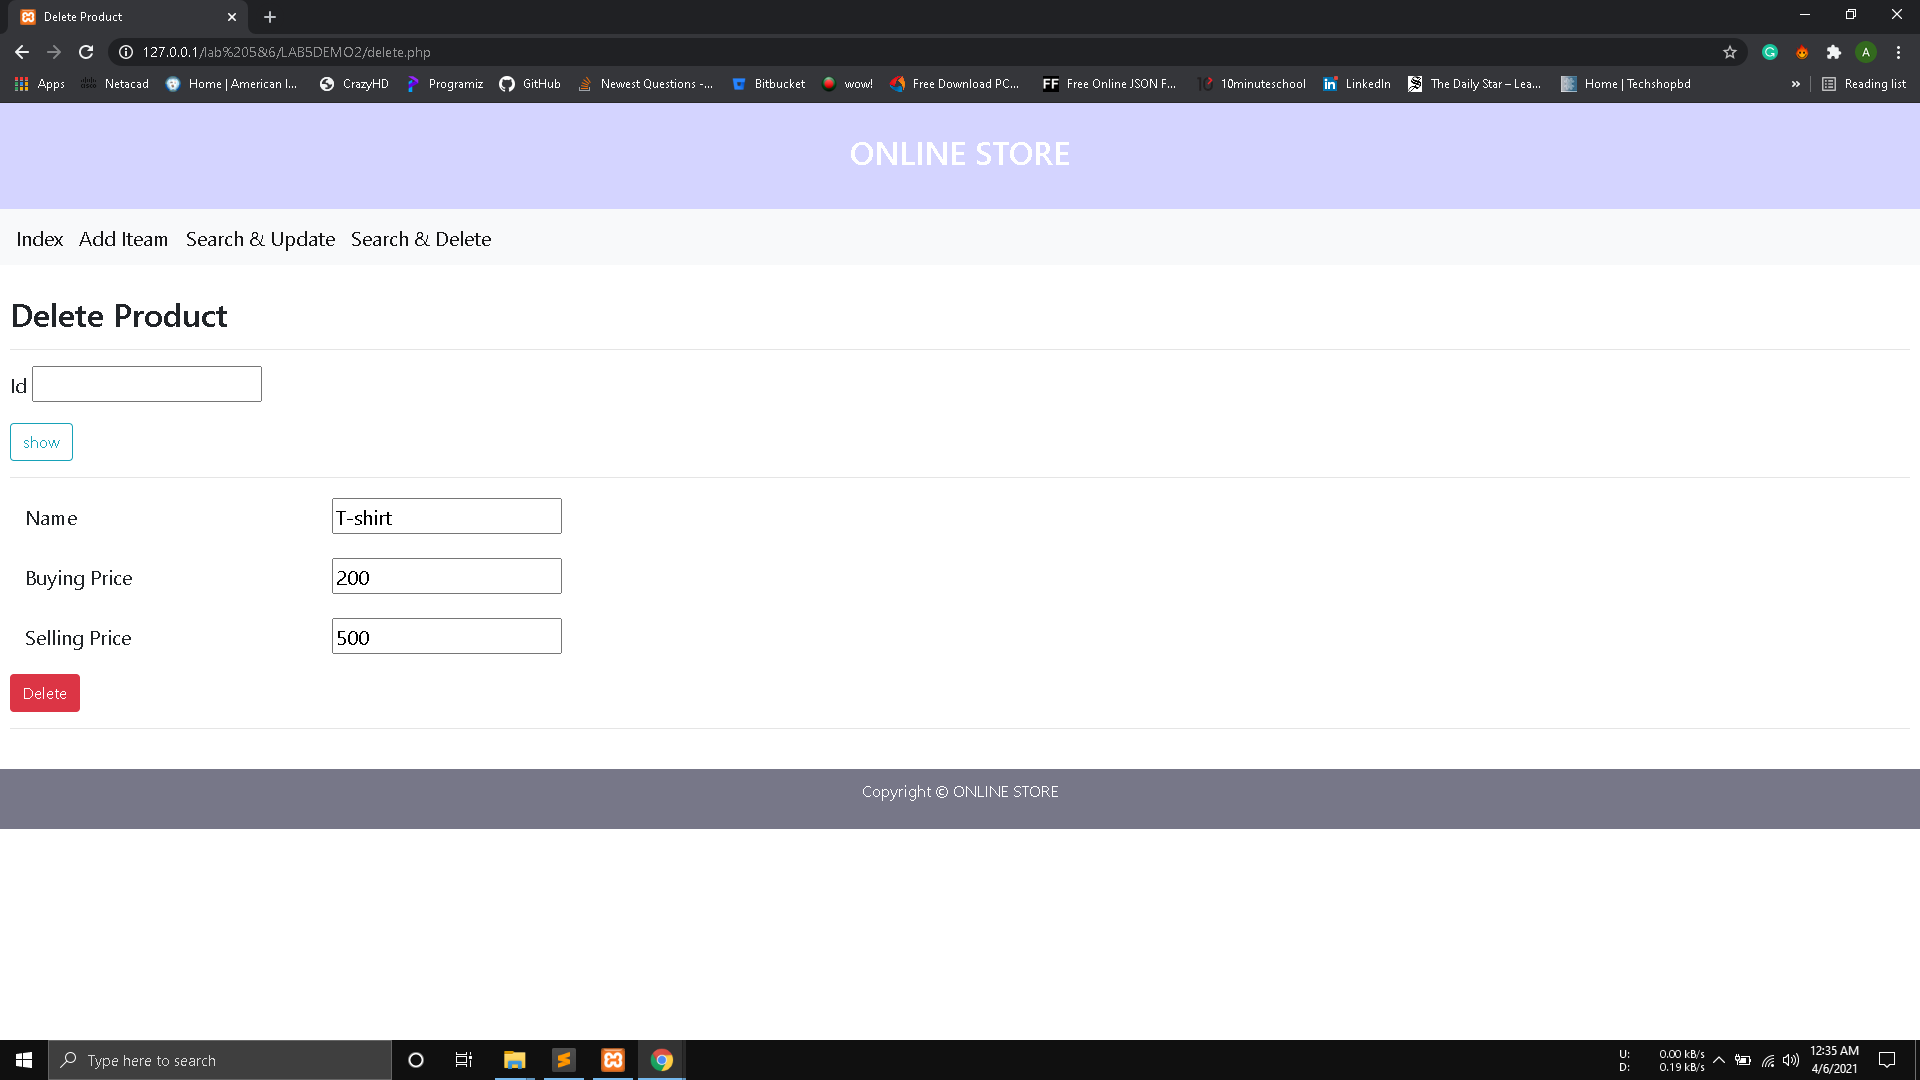 Delete Product
127.0.0.1/lab%205&6/LAB5DEMO2/delete.php
A
Apps Netacad Home | American I... CrazyHD Programiz GitHub Newest Questions -... Bitbucket wow! Free Download PC... FF Free Online JSON F... 10 10minuteschool in LinkedIn The Daily Star – Lea... Home | Techshopbd » Reading list
ONLINE STORE
Index Add Iteam Search & Update Search & Delete
Delete Product
Id
show
Name T-shirt
Buying Price 200
Selling Price 500
Delete
Copyright © ONLINE STORE
Type here to search
U: 0.00 kB/s
D: 0.19 kB/s
12:35 AM
4/6/2021